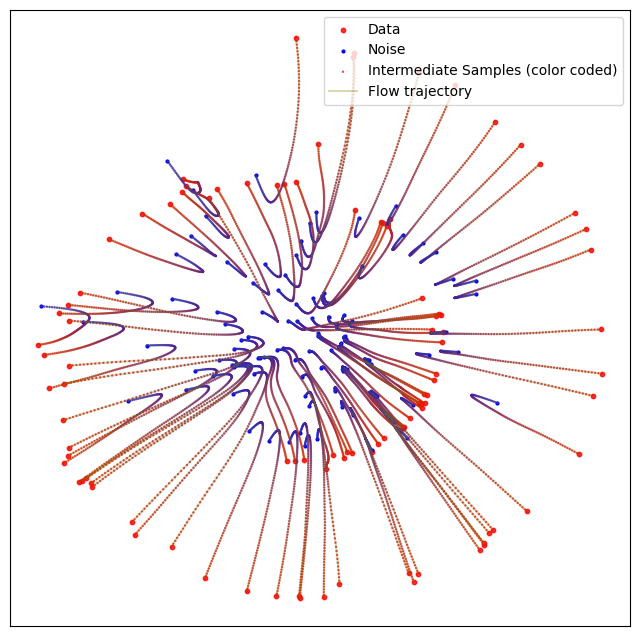 Data
Noise
Intermediate Samples (color coded)
Flow trajectory